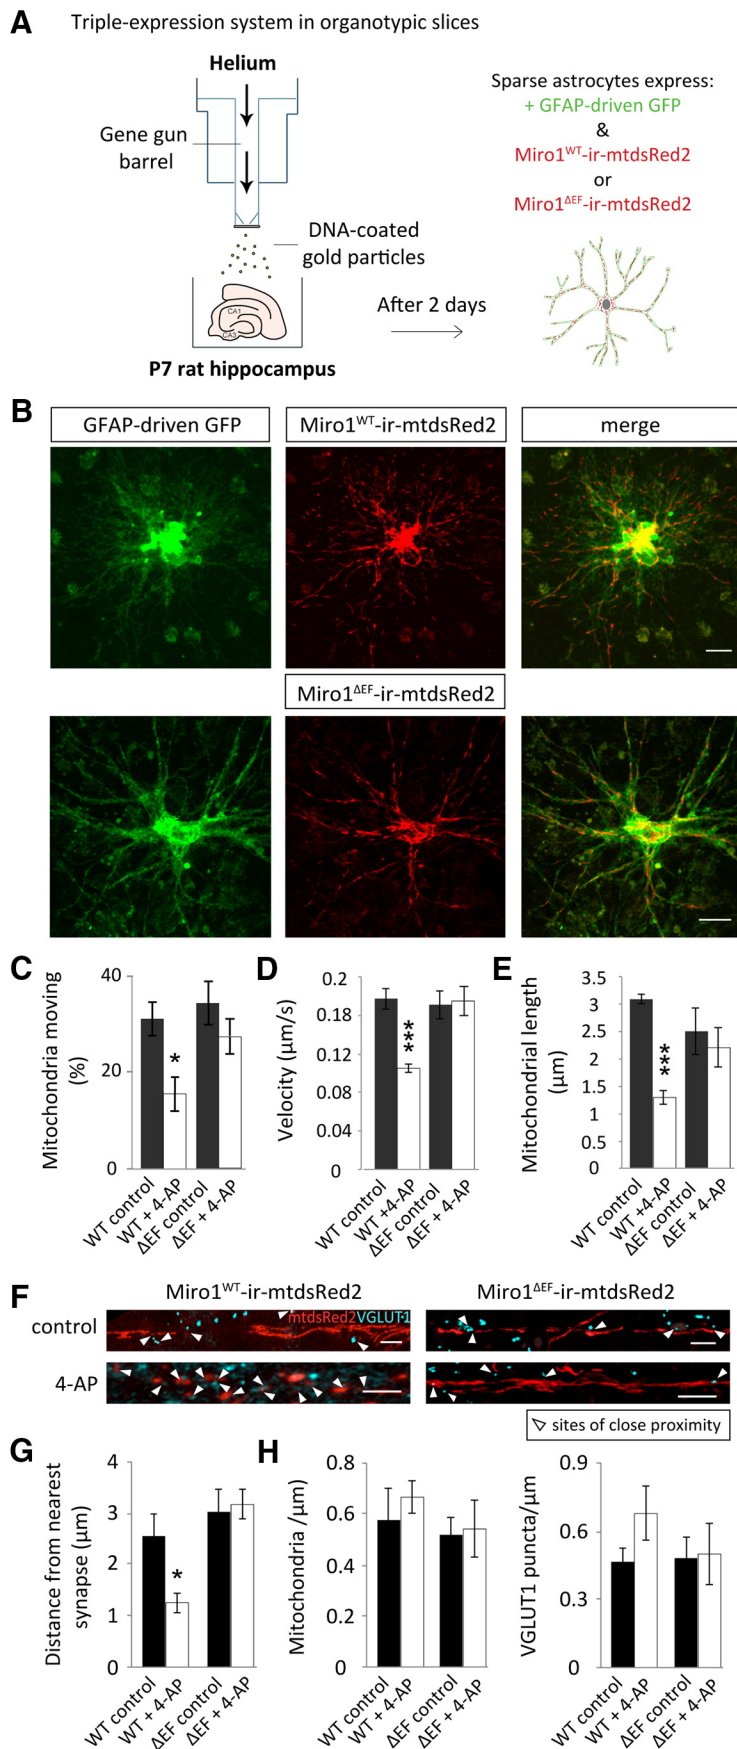 A
Triple-expression system in organotypic slices
Helium
Gene gun
barrel
DNA-coated
gold particles
CA1
CA3
P7 rat hippocampus
After 2 days
Sparse astrocytes express:
+ GFAP-driven GFP
&
Miro1WT-ir-mtdsRed2
or
Miro1ΔEF-ir-mtdsRed2
B
GFAP-driven GFP
Miro1WT-ir-mtdsRed2
merge
Miro1ΔEF-ir-mtdsRed2
C
Mitochondria moving
(%)
40
20
0
*
WT control
WT + 4-AP
ΔEF control
ΔEF + 4-AP
D
Velocity (µm/s)
0.2
0.18
0.12
0.08
0.04
0
***
WT control
WT +4-AP
ΔEF control
ΔEF + 4-AP
E
Mitochondrial length
(µm)
3.5
3
2.5
2
1.5
1
0.5
0
***
WT control
WT +4-AP
ΔEF control
ΔEF + 4-AP
F
Miro1WT-ir-mtdsRed2
Miro1ΔEF-ir-mtdsRed2
control
mtdsRed2 VGLUT1
4-AP
sites of close proximity
G
Distance from nearest
synapse (µm)
4
3
2
1
0
*
WT control
WT + 4-AP
ΔEF control
ΔEF + 4-AP
H
Mitochondria /µm
0.8
0.6
0.4
0.2
0
WT control
WT + 4-AP
ΔEF control
ΔEF + 4-AP
VGLUT1 puncta/µm
0.9
0.6
0.3
0
WT control
WT + 4-AP
ΔEF control
ΔEF + 4-AP